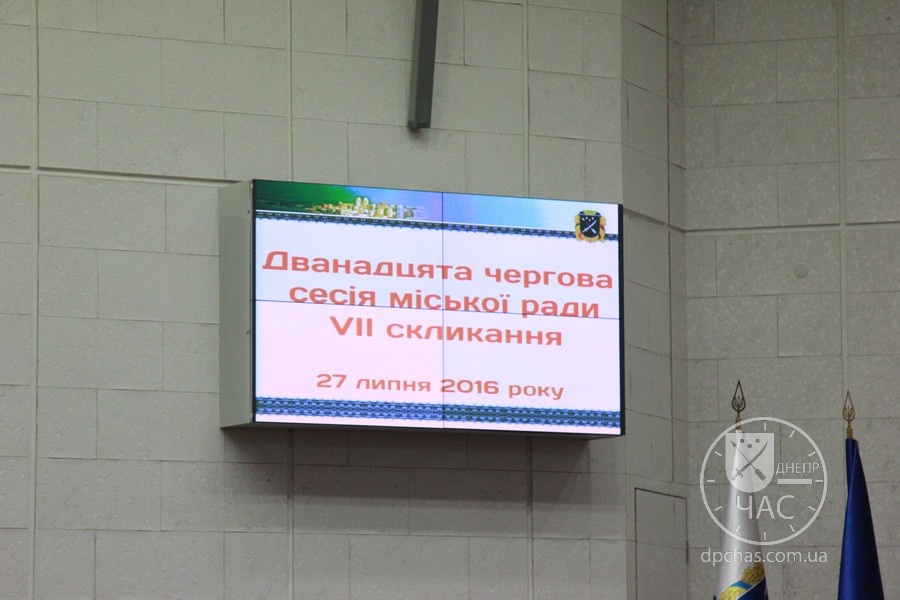 Дванадцята чергова
сесія міської ради
VII скликання
27 липня 2016 року
ДНЕПР
ЧАС
dpchas.com.ua